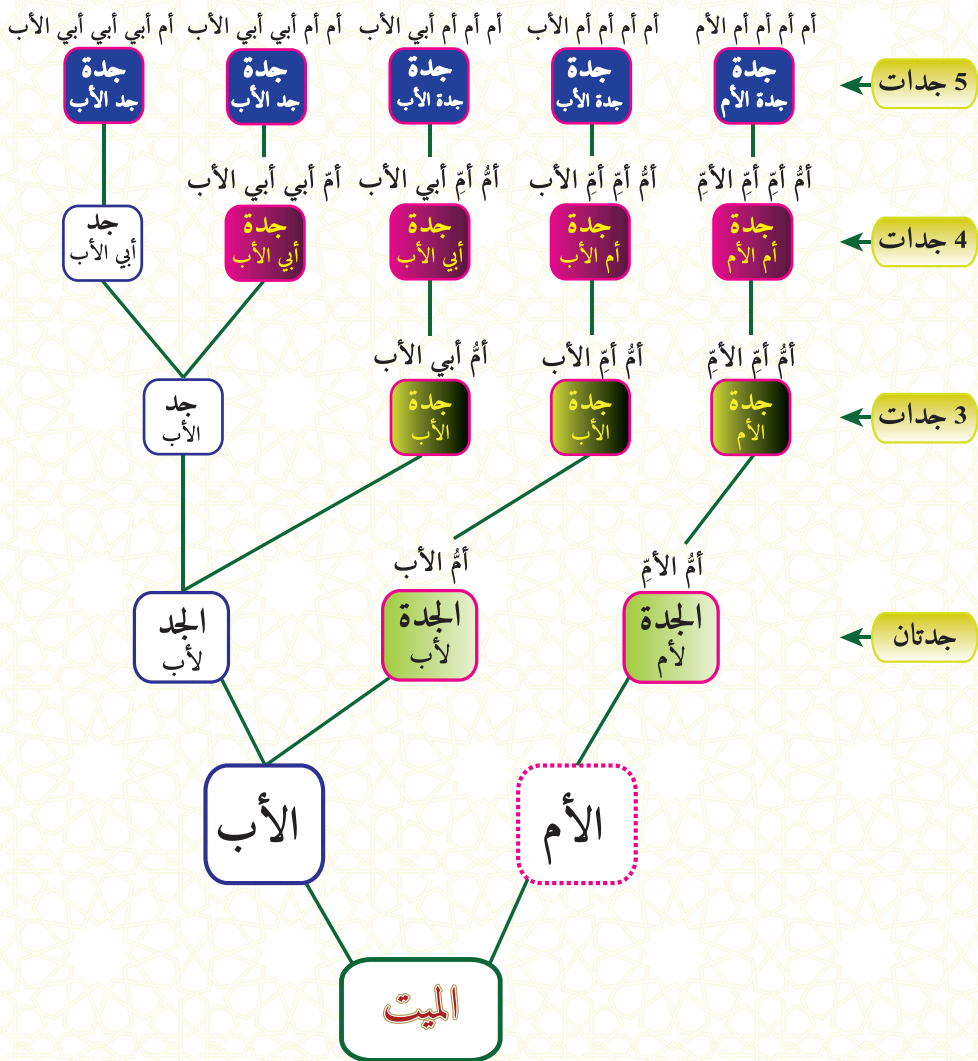 أم أم أم أم الأم
أم أم أم أم الأب
أم أم أم أبي الأب
أم أم أبي أبي الأب
أم أبي أبي أبي الأب
5 جدات
جدة
جدة الأم
جدة
جدة الأب
جدة
جدة الأب
جدة
جد الأب
جدة
جد الأب
أمُّ أمِّ أمِّ الأمِّ
أمُّ أمِّ أمِّ الأب
أمُّ أمِّ أبي الأب
أمّ أبي أبي الأب
4 جدات
جدة
أم الأم
جدة
أم الأب
جدة
أبي الأب
جدة
أبي الأب
جد
أبي الأب
أمُّ أمِّ الأمِّ
أمُّ أمِّ الأب
أمُّ أبي الأب
3 جدات
جدة
الأم
جدة
الأب
جدة
الأب
جد
الأب
أمُّ الأمِّ
أمُّ الأب
جدتان
الجدة
لأم
الجدة
لأب
الجد
لأب
الأم
الأب
الميت